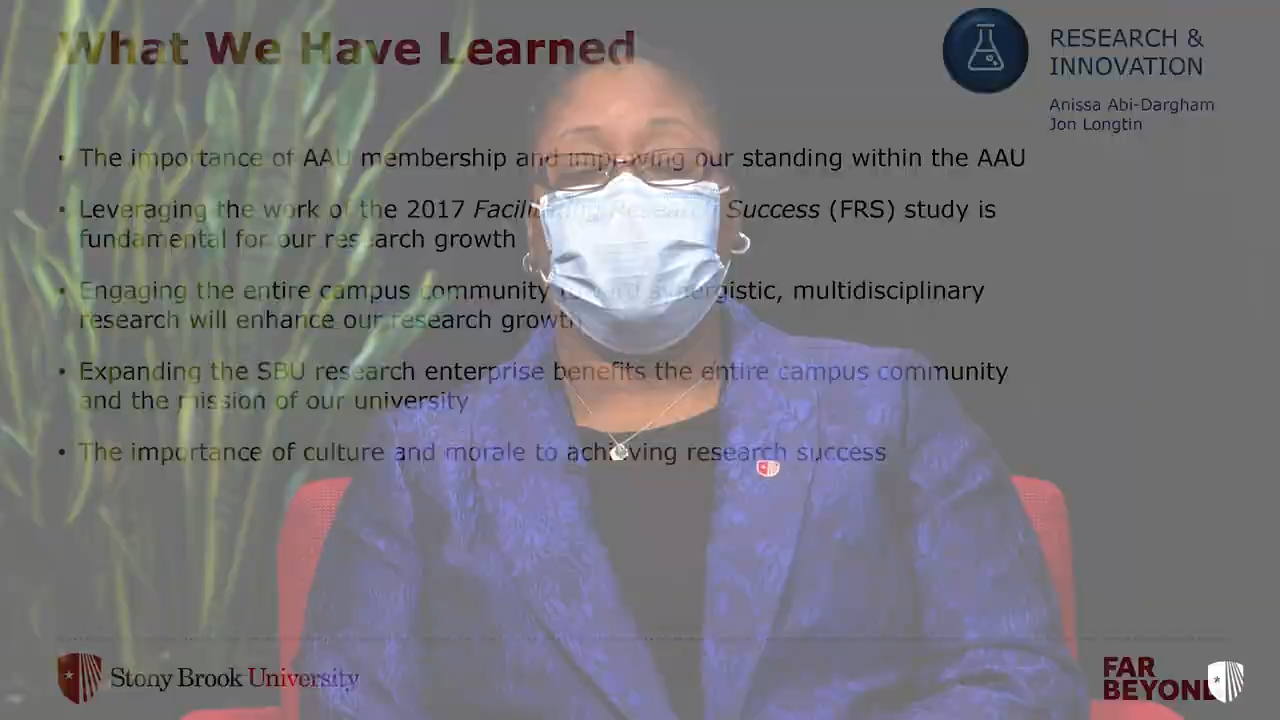 What We Have Learned
RESEARCH &
INNOVATION
Anissa Abi-Dargham
Jon Longtin
• The importance of AAU membership and improving our standing within the AAU
• Leveraging the work of the 2017 Facilitating Research Success (FRS) study is
fundamental for our research growth
• Engaging the entire campus community toward synergistic, multidisciplinary
research will enhance our research growth
• Expanding the SBU research enterprise benefits the entire campus community
and the mission of our university
• The importance of culture and morale to achieving research success
Stony Brook University
FAR
BEYOND